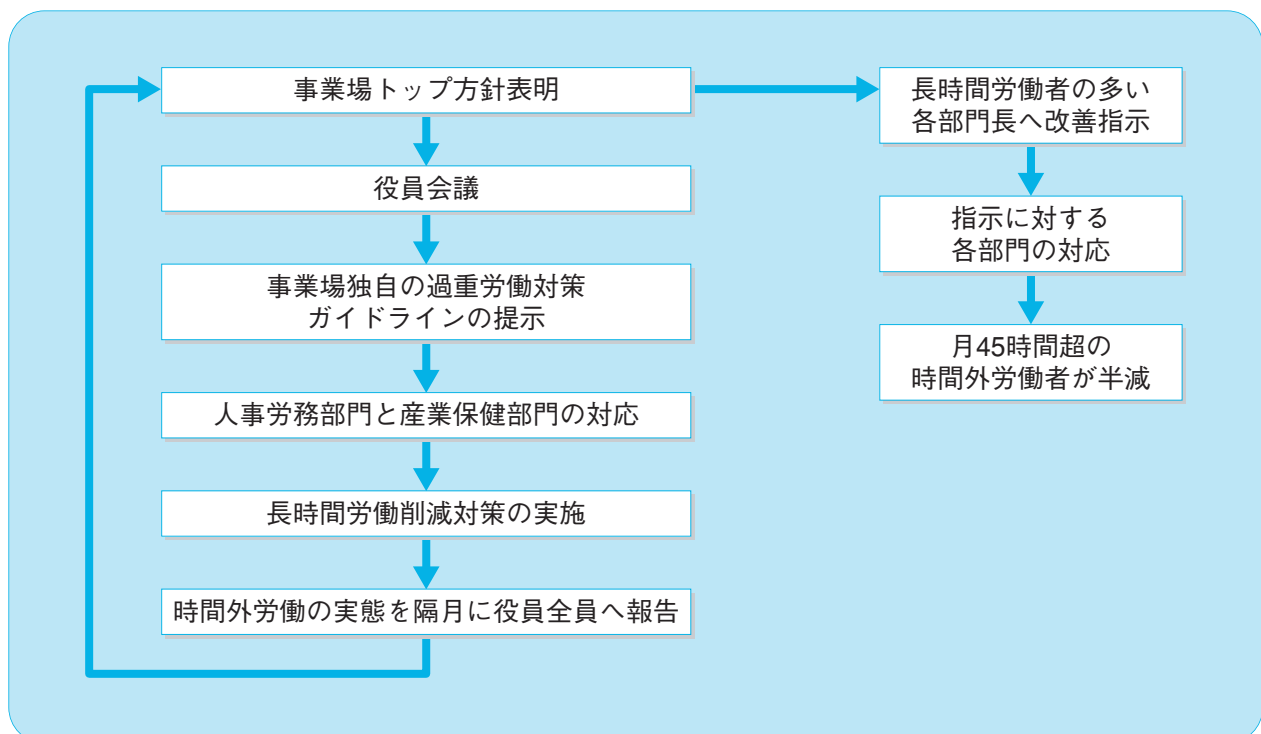 事業場トップ方針表明
役員会議
事業場独自の過重労働対策
ガイドラインの提示
人事労務部門と産業保健部門の対応
長時間労働削減対策の実施
時間外労働の実態を隔月に役員全員へ報告
長時間労働者の多い
各部門長へ改善指示
指示に対する
各部門の対応
月45時間超の
時間外労働者が半減